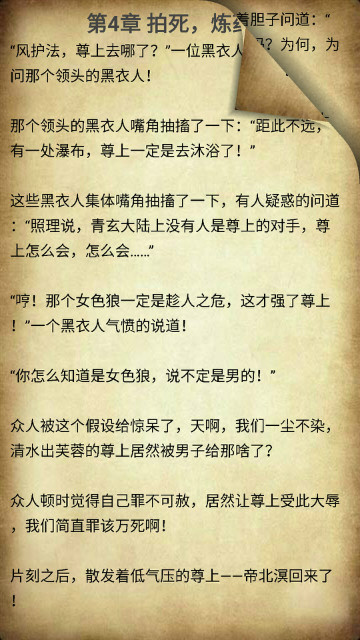 第4章 拍死，炼
着胆子问道：“
“风护法，尊上去哪了？”一位黑衣人
？为何，为
问那个领头的黑衣人！
那个领头的黑衣人嘴角抽搐了一下：“距此不远，
有一处瀑布，尊上一定是去沐浴了！”
这些黑衣人集体嘴角抽搐了一下，有人疑惑的问道
：“照理说，青玄大陆上没有人是尊上的对手，尊
上怎么会，怎么会……”
“哼！那个女色狼一定是趁人之危，这才强了尊上
！”一个黑衣人气愤的说道！
“你怎么知道是女色狼，说不定是男的！”
众人被这个假设给惊呆了，天啊，我们一尘不染，
清水出芙蓉的尊上居然被男子给那啥了？
众人顿时觉得自己罪不可赦，居然让尊上受此大辱
，我们简直罪该万死啊！
片刻之后，散发着低气压的尊上——帝北溟回来了
！